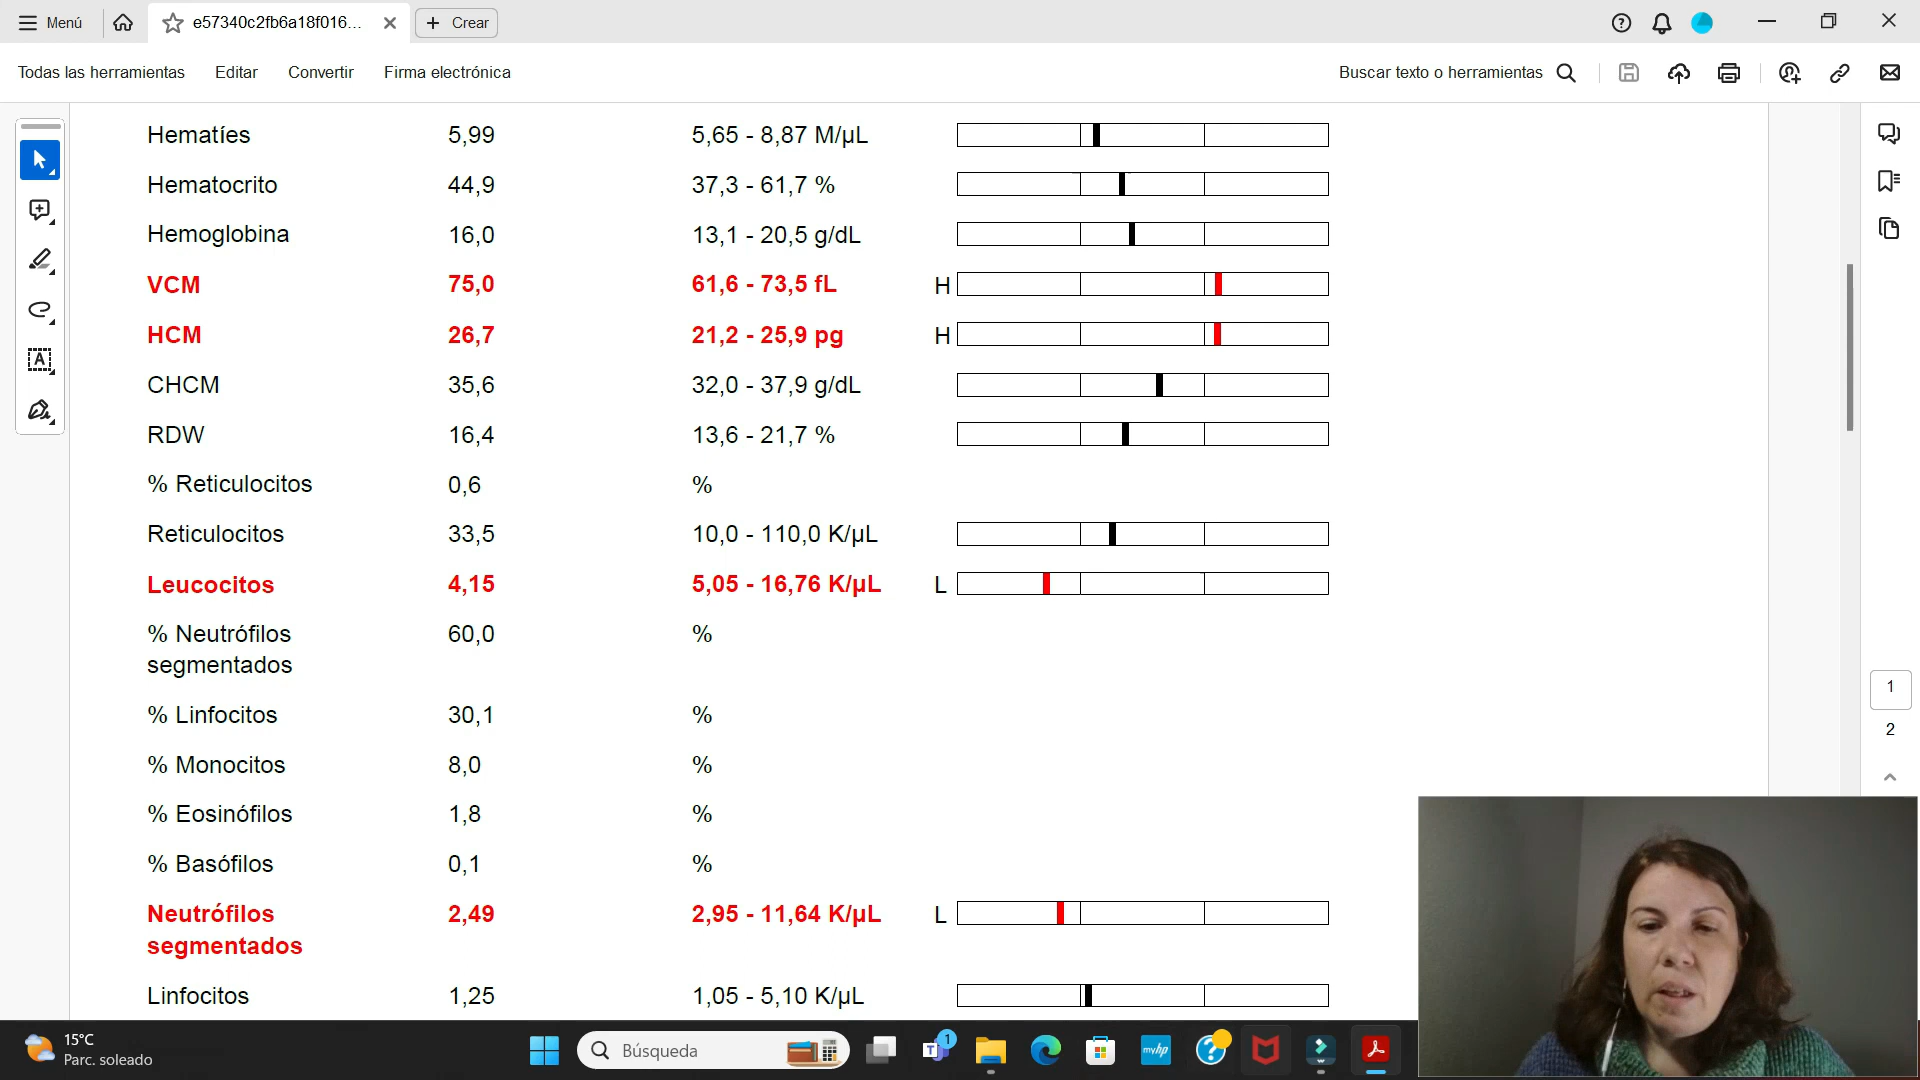 Menú
e57340c2fb6a18f016...
Crear
Todas las herramientas Editar Convertir Firma electrónica Buscar texto o herramientas
Hematíes 5,99 5,65 - 8,87 M/µL
Hematocrito 44,9 37,3 - 61,7 %
Hemoglobina 16,0 13,1 - 20,5 g/dL
VCM 75,0 61,6 - 73,5 fL H
HCM 26,7 21,2 - 25,9 pg H
CHCM 35,6 32,0 - 37,9 g/dL
RDW 16,4 13,6 - 21,7 %
% Reticulocitos 0,6 %
Reticulocitos 33,5 10,0 - 110,0 K/µL
Leucocitos 4,15 5,05 - 16,76 K/µL L
% Neutrófilos 60,0 %
segmentados
% Linfocitos 30,1 %
% Monocitos 8,0 %
% Eosinófilos 1,8 %
% Basófilos 0,1 %
Neutrófilos 2,49 2,95 - 11,64 K/µL L
segmentados
Linfocitos 1,25 1,05 - 5,10 K/µL
1
2
15°C
Parc. soleado
Búsqueda
T
1
myhp